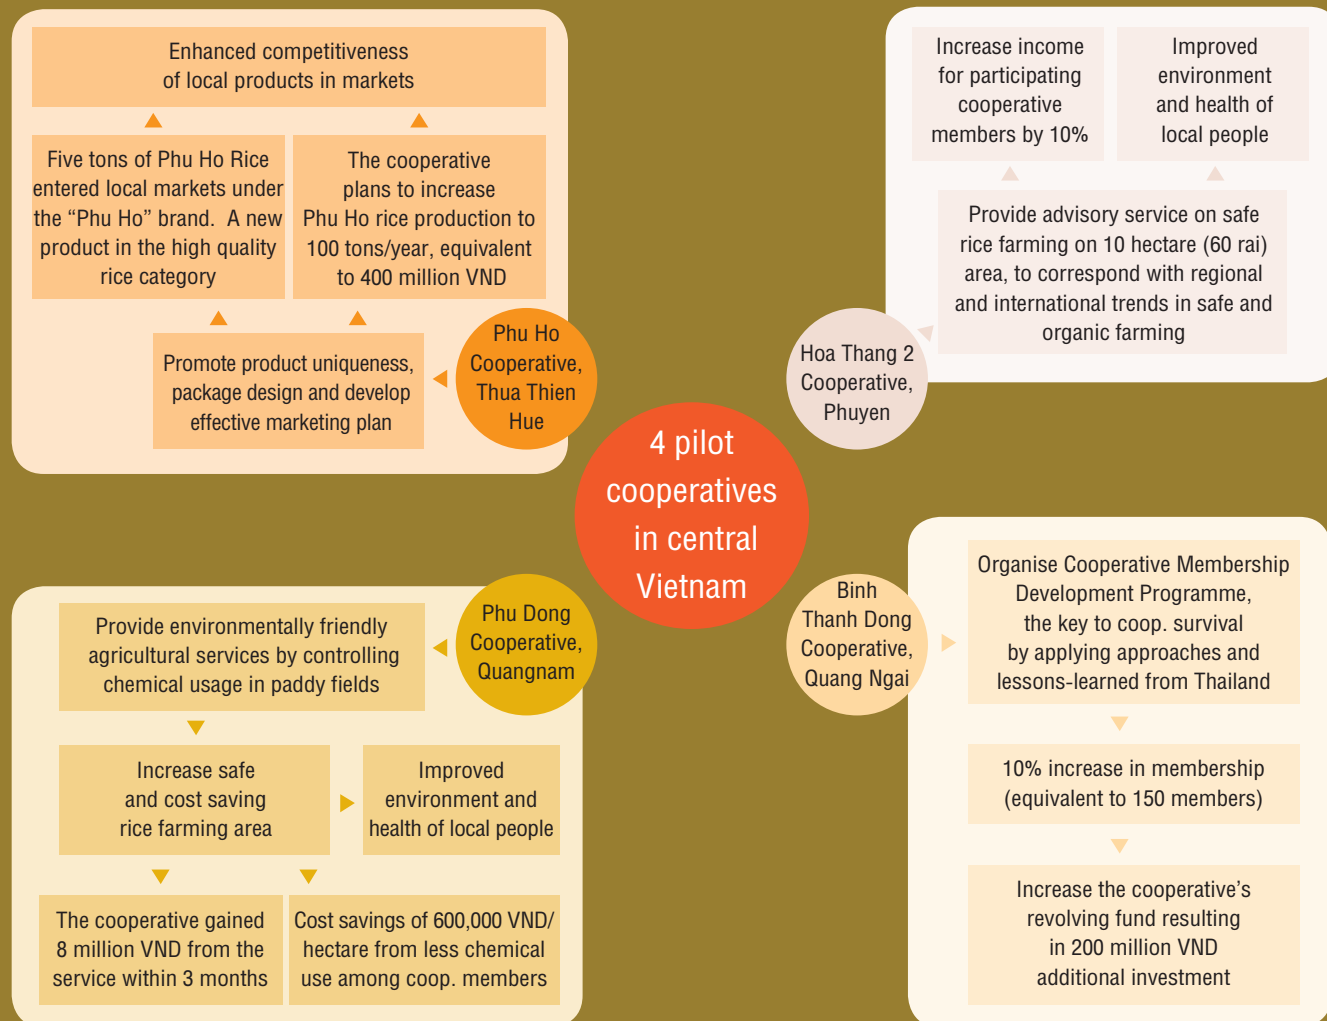 Enhanced competitiveness
of local products in markets
Five tons of Phu Ho Rice
entered local markets under
the “Phu Ho” brand.  A new
product in the high quality
rice category
The cooperative
plans to increase
Phu Ho rice production to
100 tons/year, equivalent
to 400 million VND
Promote product uniqueness,
package design and develop
effective marketing plan
Phu Ho
Cooperative,
Thua Thien
Hue
Increase income
for participating
cooperative
members by 10%
Improved
environment
and health of
local people
Provide advisory service on safe
rice farming on 10 hectare (60 rai)
area, to correspond with regional
and international trends in safe and
organic farming
Hoa Thang 2
Cooperative,
Phuyen
4 pilot
cooperatives
in central
Vietnam
Phu Dong
Cooperative,
Quangnam
Provide environmentally friendly
agricultural services by controlling
chemical usage in paddy fields
Increase safe
and cost saving
rice farming area
Improved
environment and
health of local people
The cooperative gained
8 million VND from the
service within 3 months
Cost savings of 600,000 VND/
hectare from less chemical
use among coop. members
Binh
Thanh Dong
Cooperative,
Quang Ngai
Organise Cooperative Membership
Development Programme,
the key to coop. survival
by applying approaches and
lessons-learned from Thailand
10% increase in membership
(equivalent to 150 members)
Increase the cooperative’s
revolving fund resulting
in 200 million VND
additional investment